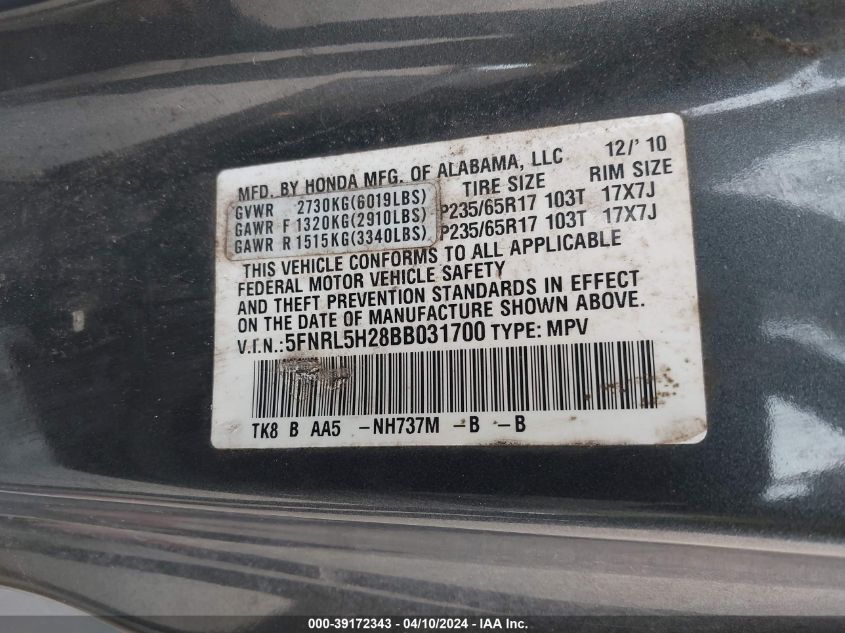 MFD. BY HONDA MFG. OF ALABAMA, LLC 12/'10
TIRE SIZE RIM SIZE
GVWR 2730KG(6019LBS)
GAWR F 1320KG(2910LBS) P235/65R17 103T 17X7J
GAWR R 1515KG(3340LBS) P235/65R17 103T 17X7J
THIS VEHICLE CONFORMS TO ALL APPLICABLE
FEDERAL MOTOR VEHICLE SAFETY
AND THEFT PREVENTION STANDARDS IN EFFECT
ON THE DATE OF MANUFACTURE SHOWN ABOVE.
V.I.N.:5FNRL5H28BB031700 TYPE: MPV
TK8 B AA5 -NH737M -B -B
000-39172343 - 04/10/2024 - IAA Inc.